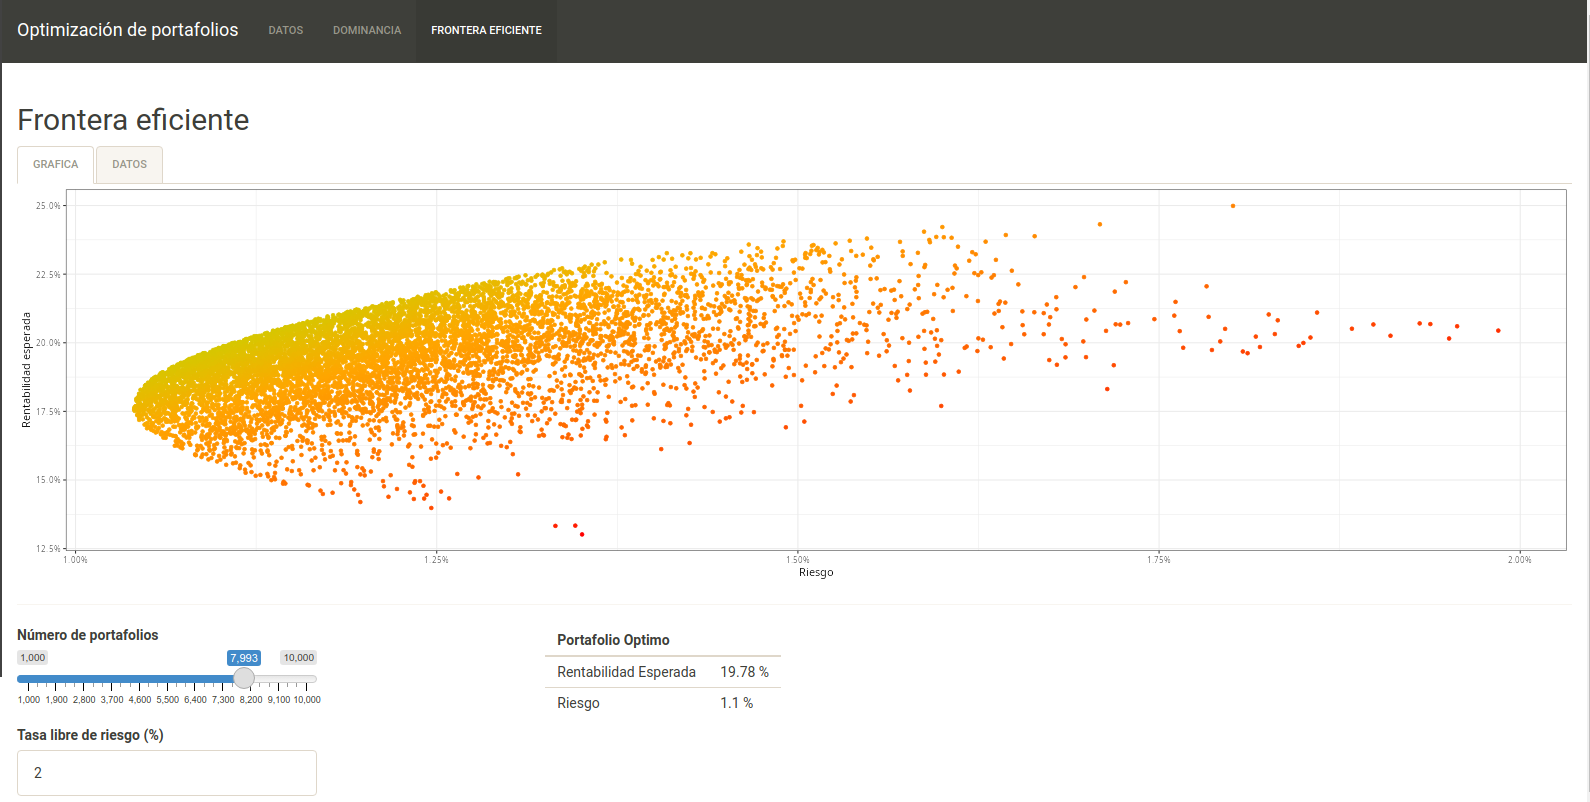 Optimización de portafolios DATOS DOMINANCIA FRONTERA EFICIENTE
Frontera eficiente
GRAFICA DATOS
25.0%
22.5%
20.0%
17.5%
15.0%
12.5%
Rentabilidad esperada
1.00% 1.25% 1.50% 1.75% 2.00%
Riesgo
Número de portafolios
1,000 7,993 10,000
1,000 1,900 2,800 3,700 4,600 5,500 6,400 7,300 8,200 9,100 10,000
Tasa libre de riesgo (%)
2
Portafolio Optimo
Rentabilidad Esperada 19.78 %
Riesgo 1.1 %